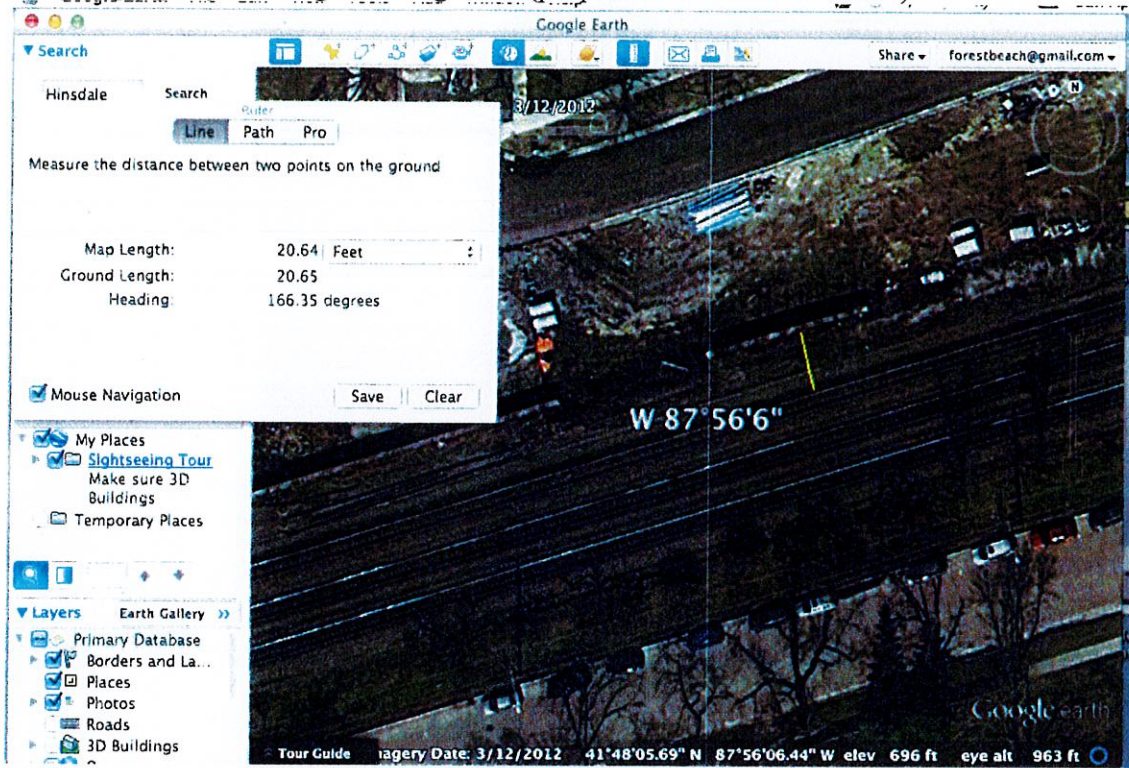 Google Earth
Search
Share
forestbeach@gmail.com
Hinsdale
Search
Ruler
3/12/2012
N
Line
Path
Pro
Measure the distance between two points on the ground
Map Length: 20.64 Feet
Ground Length: 20.65
Heading: 166.35 degrees
Mouse Navigation
Save
Clear
W 87°56'6"
My Places
Sightseeing Tour
Make sure 3D
Buildings
Temporary Places
Layers
Earth Gallery >>
Primary Database
Borders and La...
Places
Photos
Roads
3D Buildings
Google earth
Tour Guide
Imagery Date: 3/12/2012 41°48'05.69" N 87°56'06.44" W elev 696 ft eye alt 963 ft